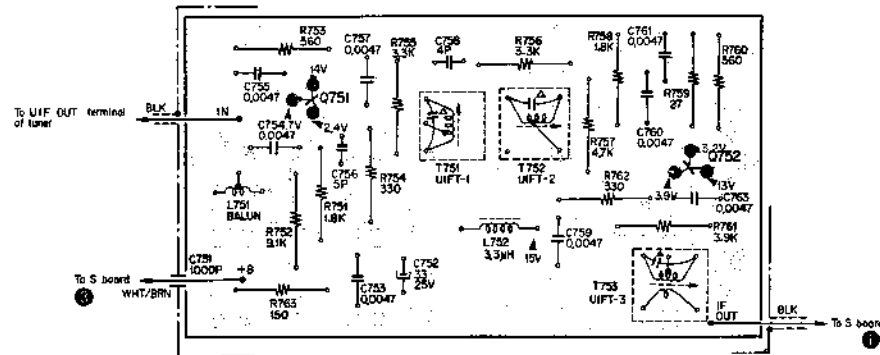 R753
560
C757
0.0047
R755
3.3K
C758
4P
R756
3.3K
R758
1.8K
C761
0.0047
R760
560
C755
0.0047
14V
Q751
R759
27
To UIF OUT terminal
of tuner
BLK
IN
C754
.7V
0.0047
2.4V
C760
0.0047
R757
4.7K
3.2V
Q752
C756
5P
R754
330
T751
UIFT-1
T752
UIFT-2
R762
330
3.9V
13V
C763
0.0047
L751
BALUN
R752
9.1K
R751
1.8K
R761
3.9K
L752
3.3μH
15V
C759
0.0047
C751
1000P
+B
C753
0.0047
C752
33
25V
To S board
3
WHT/BRN
R763
150
T753
UIFT-3
IF
OUT
BLK
To S board
1